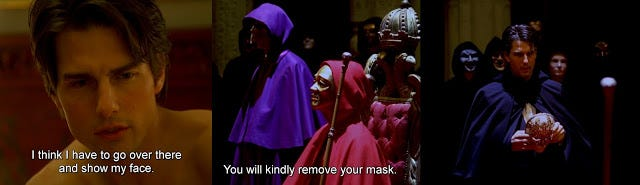 I think I have to go over there
and show my face.
You will kindly remove your mask.